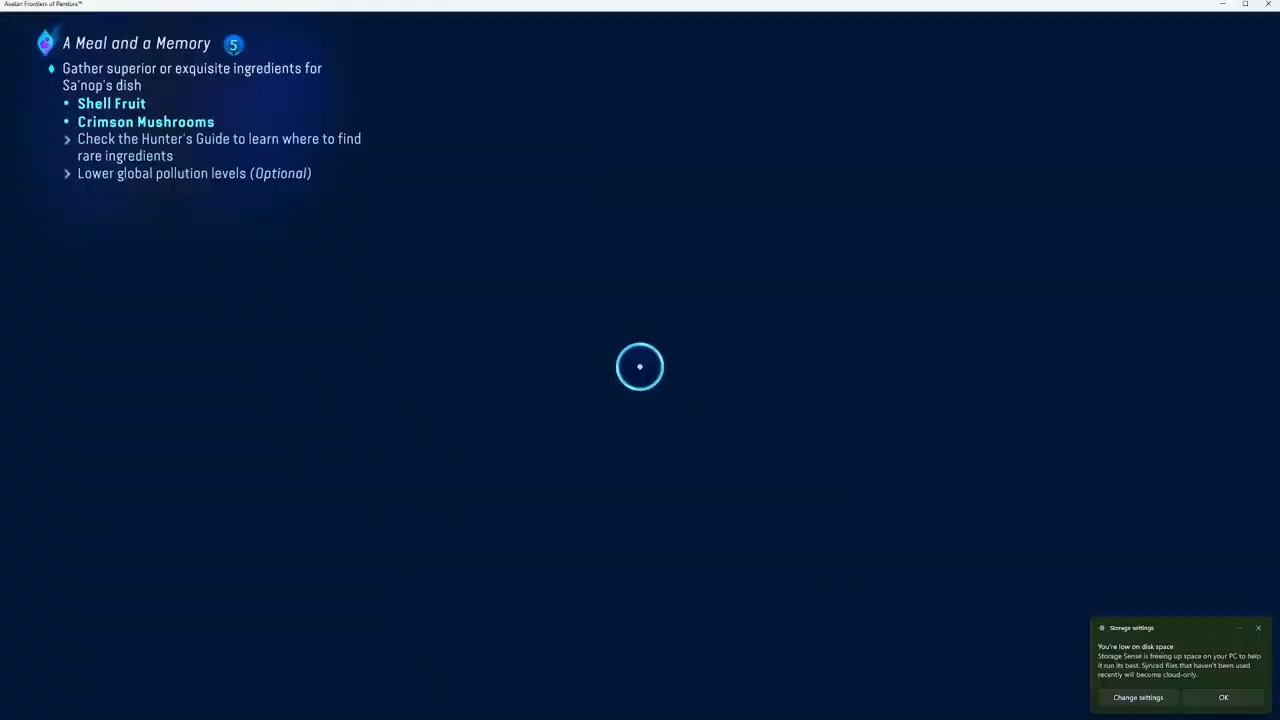 Avatar: Frontiers of Pandora™
A Meal and a Memory 5
Gather superior or exquisite ingredients for
Sa'nop's dish
Shell Fruit
Crimson Mushrooms
Check the Hunter's Guide to learn where to find
rare ingredients
Lower global pollution levels (Optional)
Storage settings
You're low on disk space
Storage Sense is freeing up space on your PC to help
it run its best. Synced files that haven't been used
recently will become cloud-only.
Change settings OK